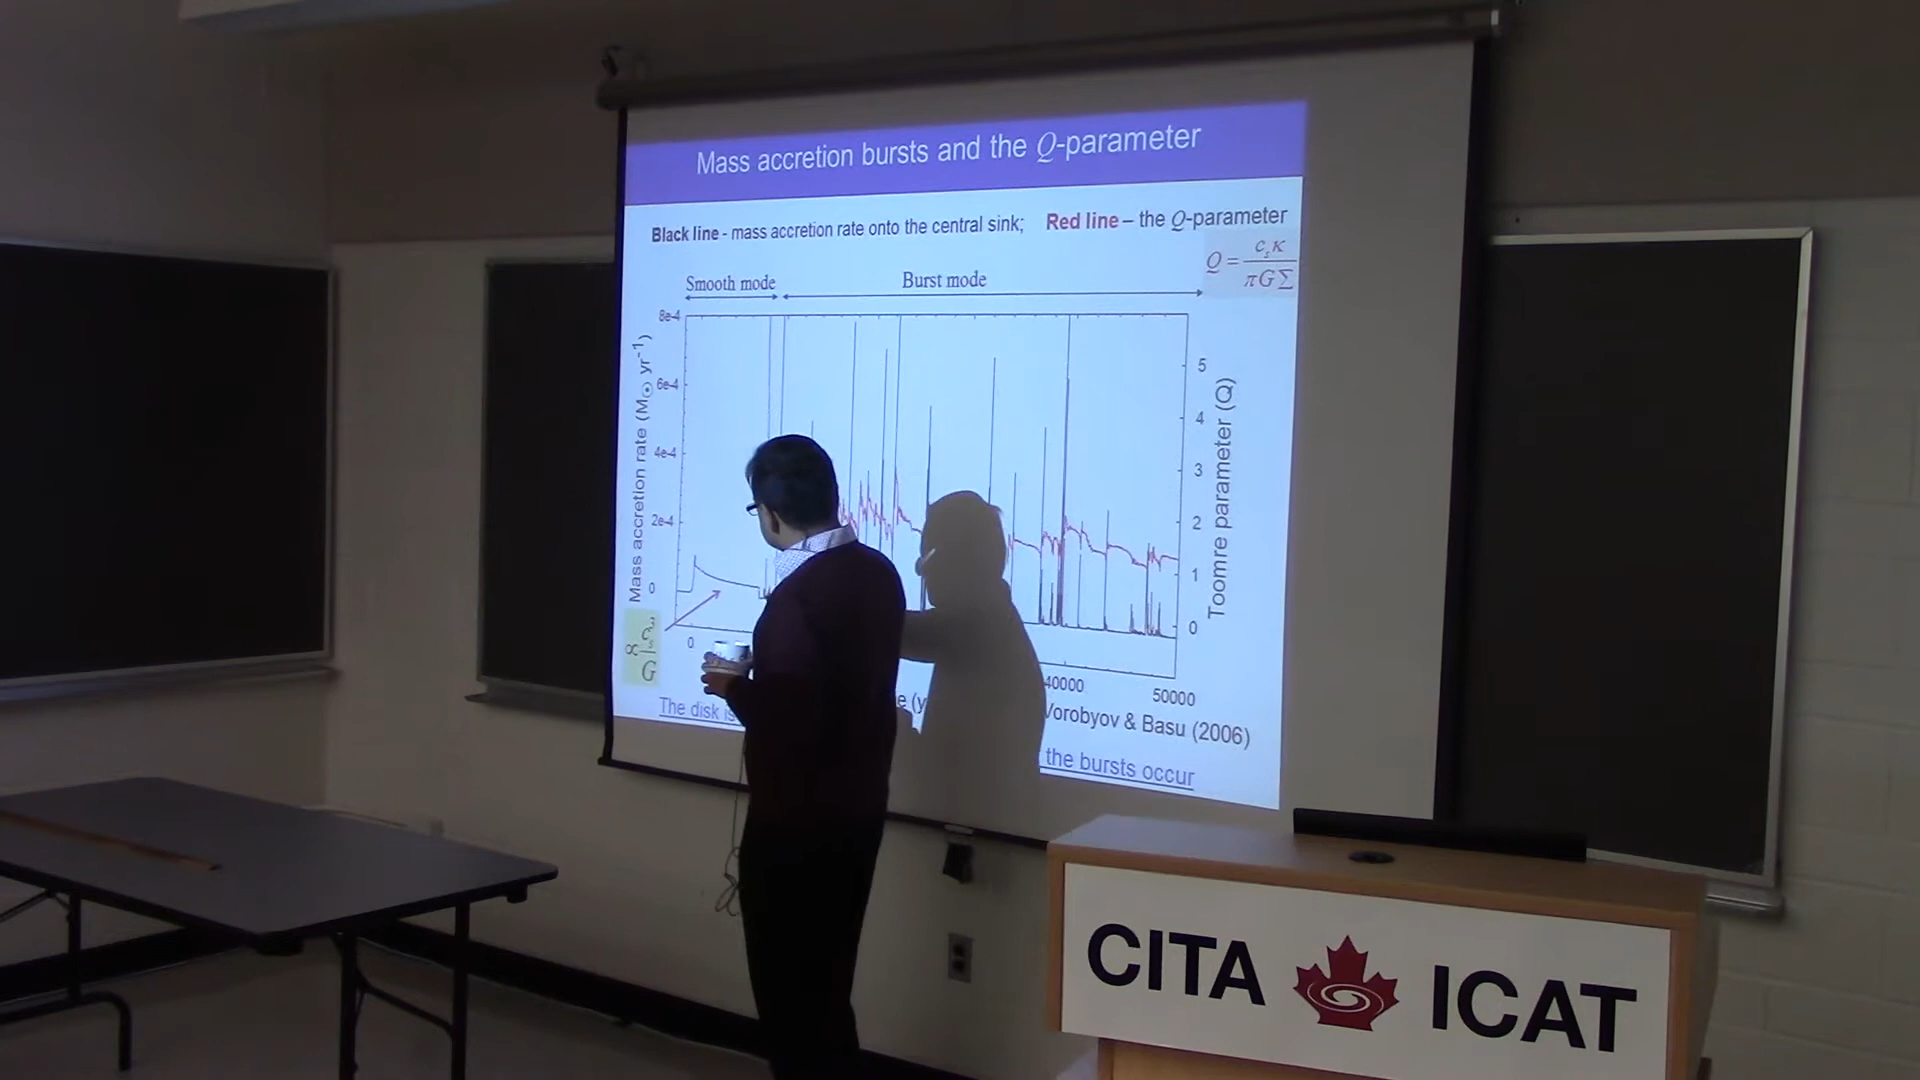 Mass accretion bursts and the Q-parameter
Black line - mass accretion rate onto the central sink; Red line – the Q-parameter
Q = c_s κ / π G Σ
Smooth mode
Burst mode
8e-4
6e-4
4e-4
2e-4
0
Mass accretion rate (M⊙ yr⁻¹)
5
4
3
2
1
0
Toomre parameter (Q)
∝ c_s³ / G
0
40000
50000
e (y
Vorobyov & Basu (2006)
The disk is
the bursts occur
CITA ICAT